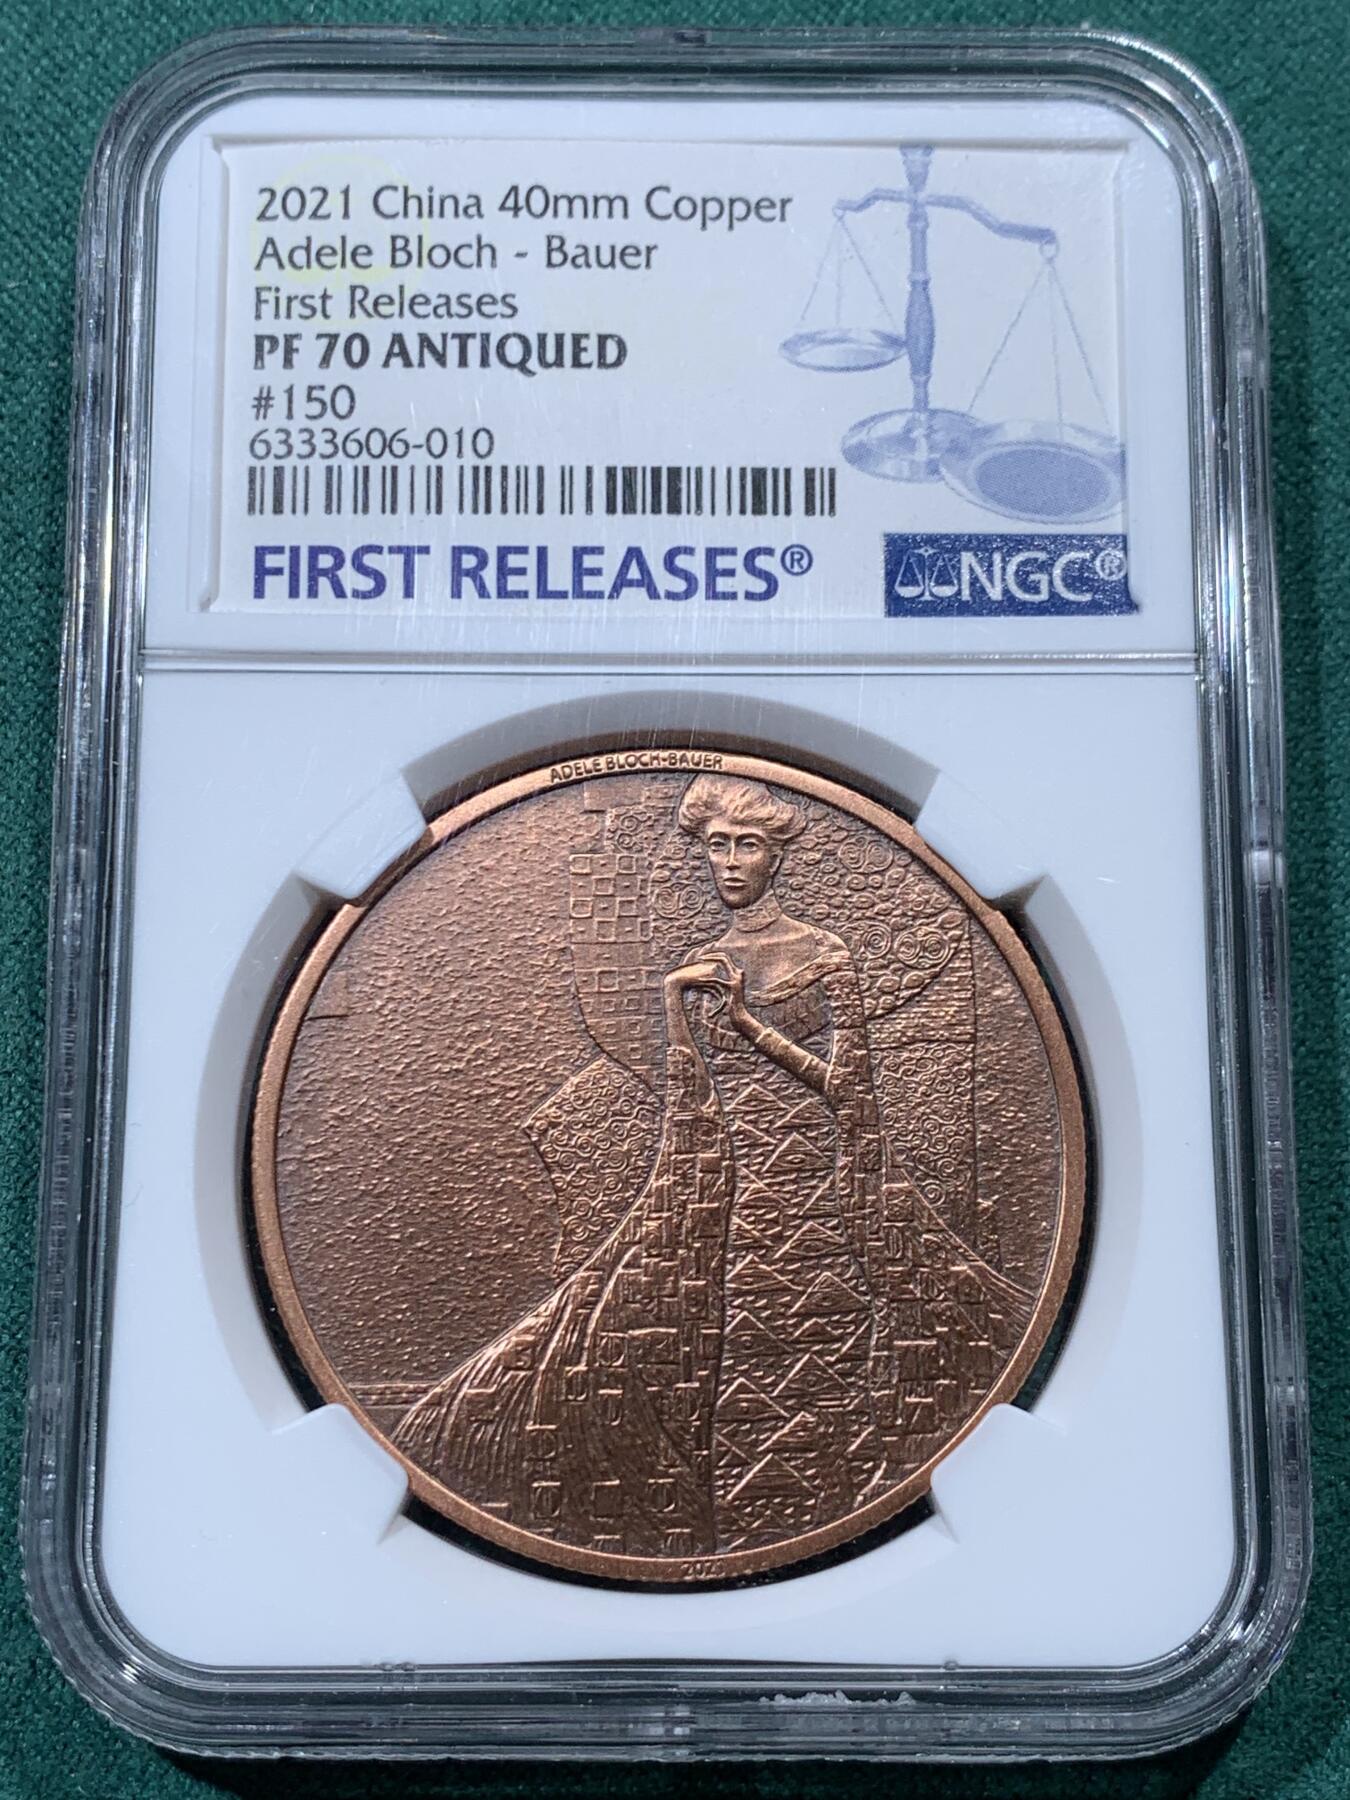 2021 China 40mm Copper
Adele Bloch - Bauer
First Releases
PF 70 ANTIQUED
#150
6333606-010
FIRST RELEASES®
NGC®
ADELE BLOCH-BAUER
2021